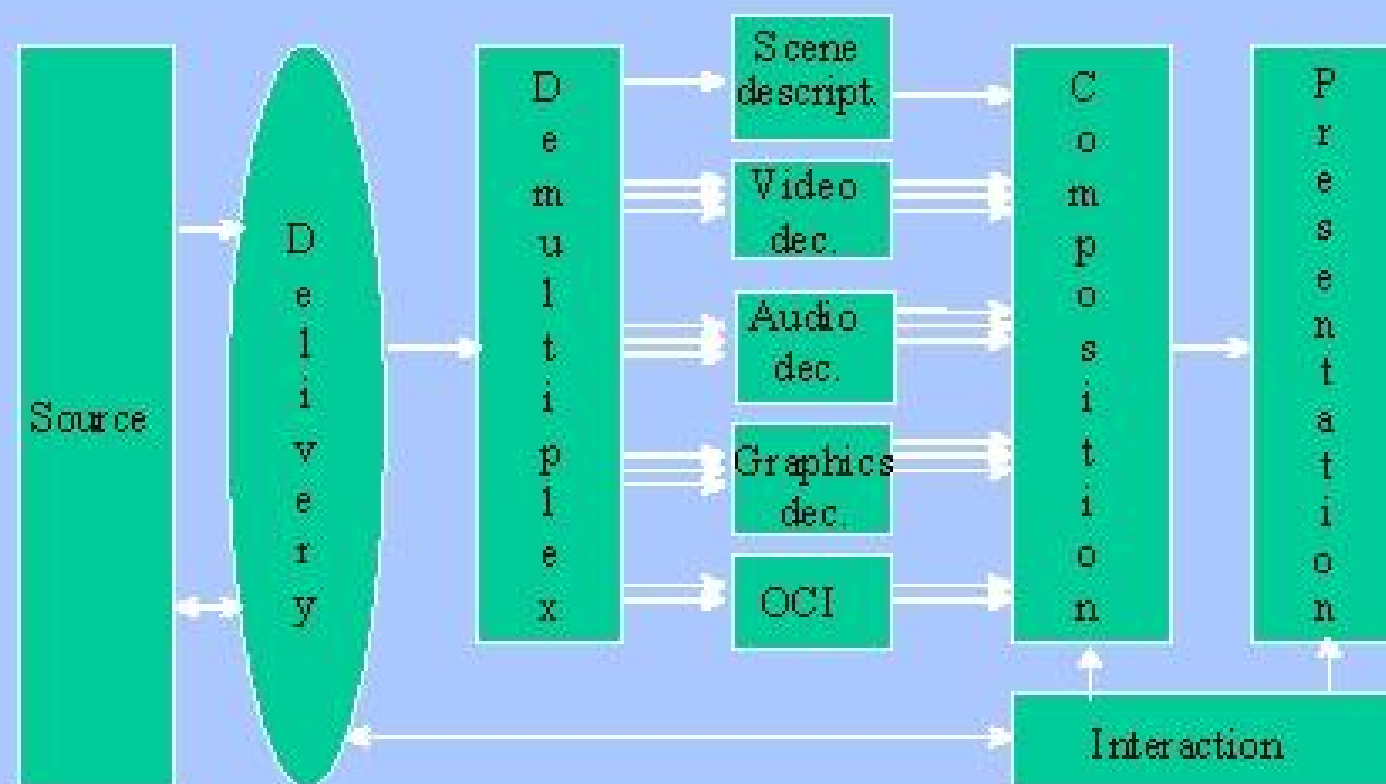 Source
Delivery
Demultiplex
Scene
descript.
Video
dec.
Audio
dec.
Graphics
dec.
OCI
Composition
Presentation
Interaction